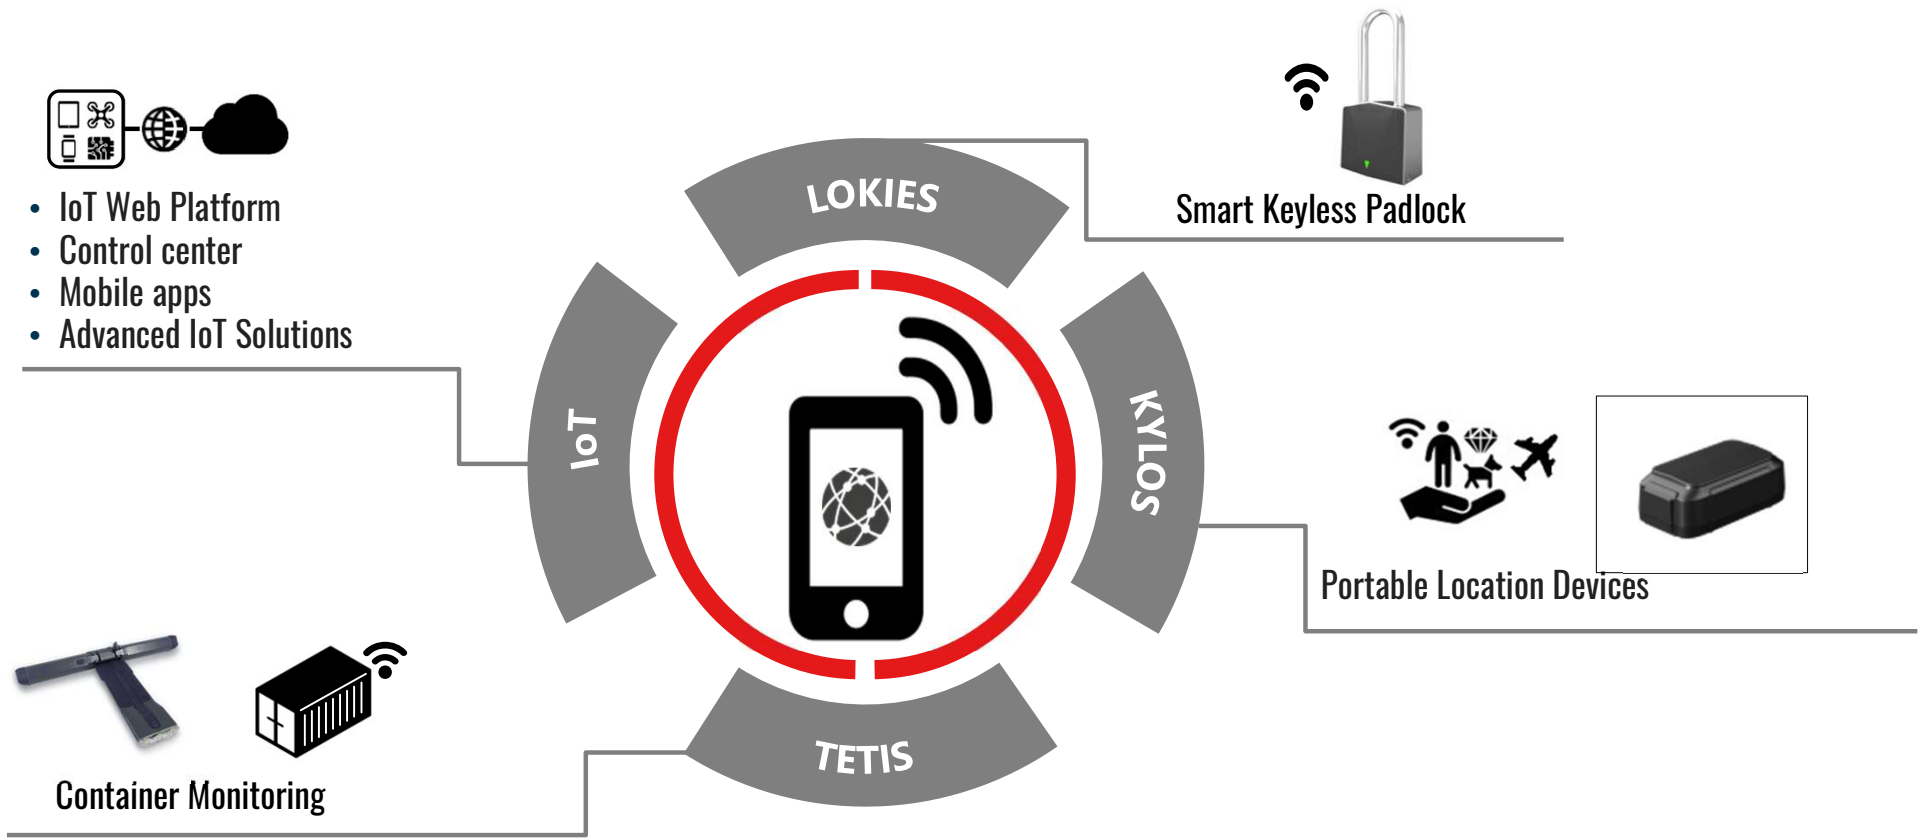 • IoT Web Platform
• Control center
• Mobile apps
• Advanced IoT Solutions
LOKIES
Smart Keyless Padlock
IoT
KYLOS
Portable Location Devices
TETIS
Container Monitoring